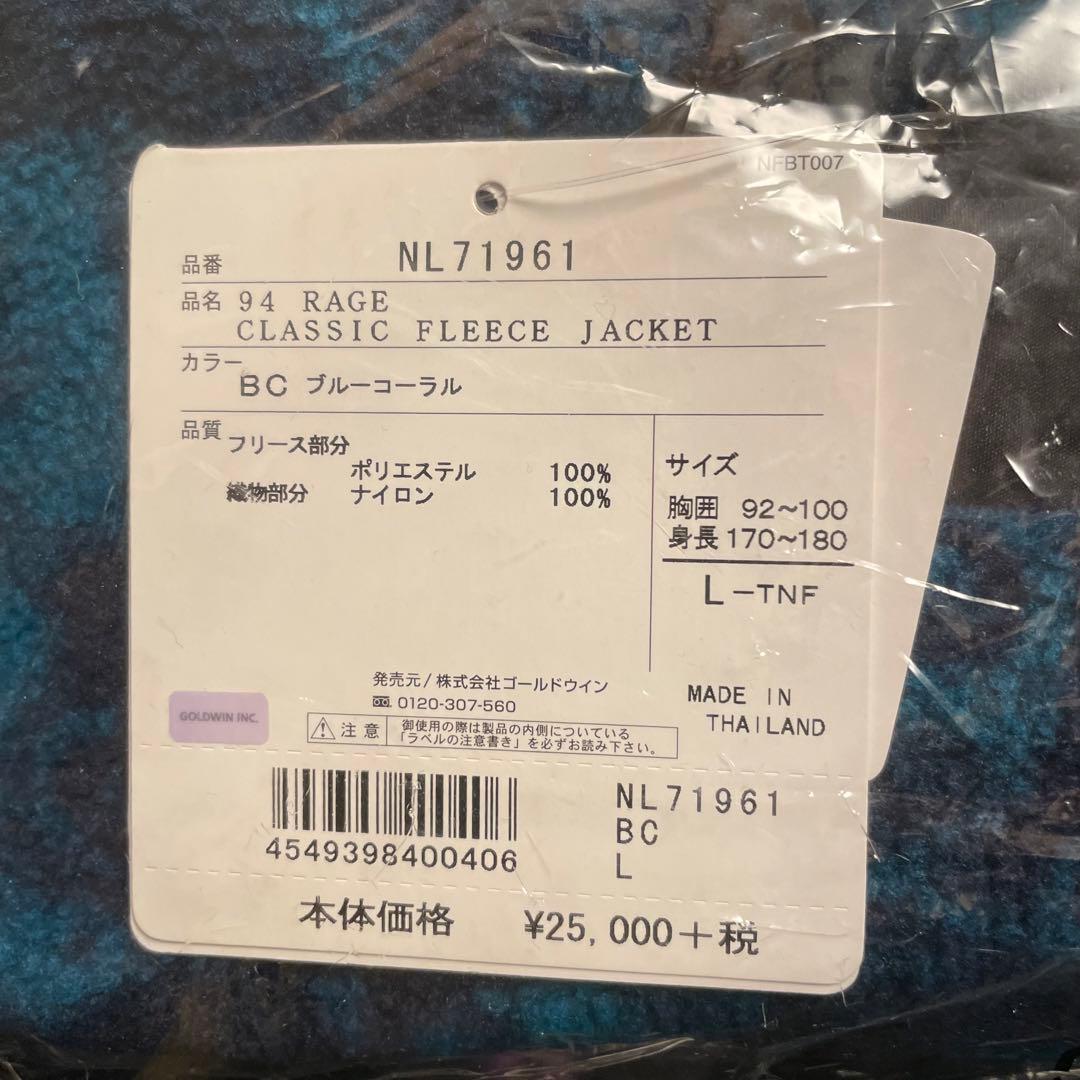 NFBT007
品番 NL71961
品名 94 RAGE
CLASSIC FLEECE JACKET
カラー
BC ブルーコーラル
品質
フリース部分
ポリエステル 100%
織物部分 ナイロン 100%
サイズ
胸囲 92~100
身長 170~180
L-TNF
発売元/株式会社ゴールドウイン
0120-307-560
GOLDWIN INC.
注意 御使用の際は製品の内側についている
「ラベルの注意書き」を必ずお読み下さい。
MADE IN
THAILAND
4549398400406
NL71961
BC
L
本体価格 ¥25,000+税